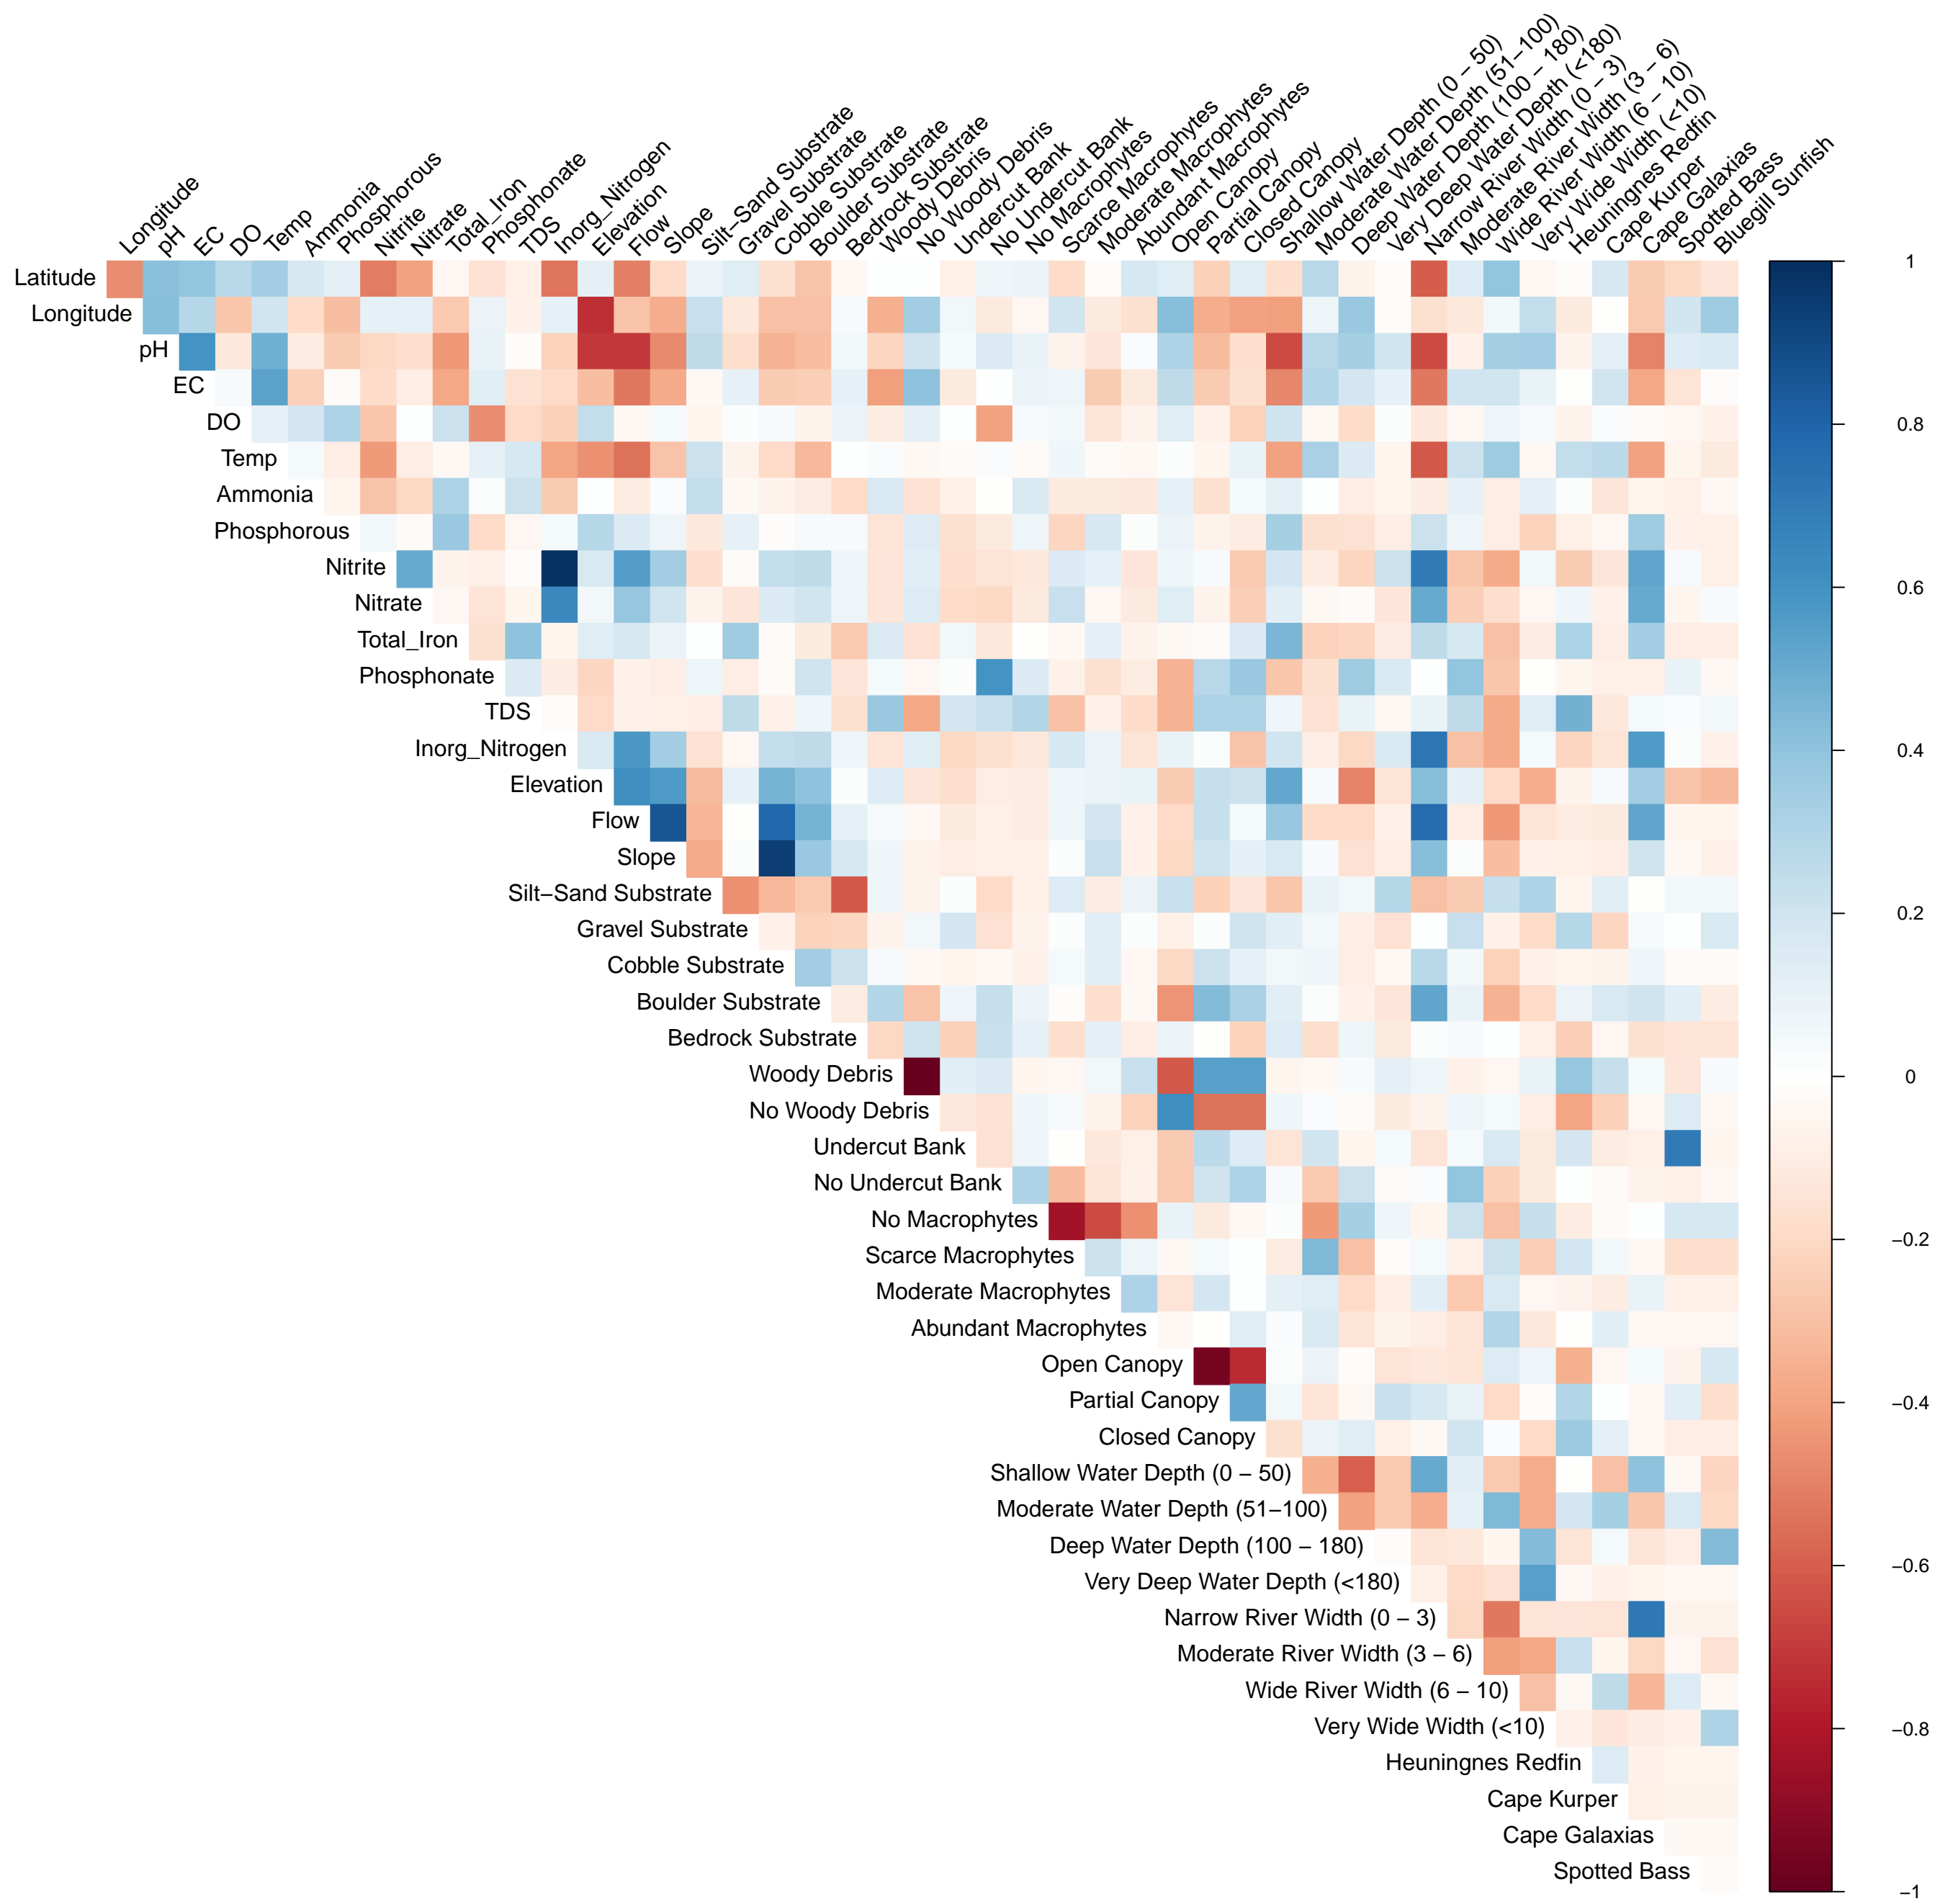 Longitude
pH
EC
DO
Temp
Ammonia
Phosphorous
Nitrite
Nitrate
Total_Iron
Phosphonate
TDS
Inorg_Nitrogen
Elevation
Flow
Slope
Silt–Sand Substrate
Gravel Substrate
Cobble Substrate
Boulder Substrate
Bedrock Substrate
Woody Debris
No Woody Debris
Undercut Bank
No Undercut Bank
No Macrophytes
Scarce Macrophytes
Moderate Macrophytes
Abundant Macrophytes
Open Canopy
Partial Canopy
Closed Canopy
Shallow Water Depth (0 – 50)
Moderate Water Depth (51–100)
Deep Water Depth (100 – 180)
Very Deep Water Depth (<180)
Narrow River Width (0 – 3)
Moderate River Width (3 – 6)
Wide River Width (6 – 10)
Very Wide Width (<10)
Heuningnes Redfin
Cape Kurper
Cape Galaxias
Spotted Bass
Bluegill Sunfish
Latitude
Longitude
pH
EC
DO
Temp
Ammonia
Phosphorous
Nitrite
Nitrate
Total_Iron
Phosphonate
TDS
Inorg_Nitrogen
Elevation
Flow
Slope
Silt–Sand Substrate
Gravel Substrate
Cobble Substrate
Boulder Substrate
Bedrock Substrate
Woody Debris
No Woody Debris
Undercut Bank
No Undercut Bank
No Macrophytes
Scarce Macrophytes
Moderate Macrophytes
Abundant Macrophytes
Open Canopy
Partial Canopy
Closed Canopy
Shallow Water Depth (0 – 50)
Moderate Water Depth (51–100)
Deep Water Depth (100 – 180)
Very Deep Water Depth (<180)
Narrow River Width (0 – 3)
Moderate River Width (3 – 6)
Wide River Width (6 – 10)
Very Wide Width (<10)
Heuningnes Redfin
Cape Kurper
Cape Galaxias
Spotted Bass
1
0.8
0.6
0.4
0.2
0
−0.2
−0.4
−0.6
−0.8
−1